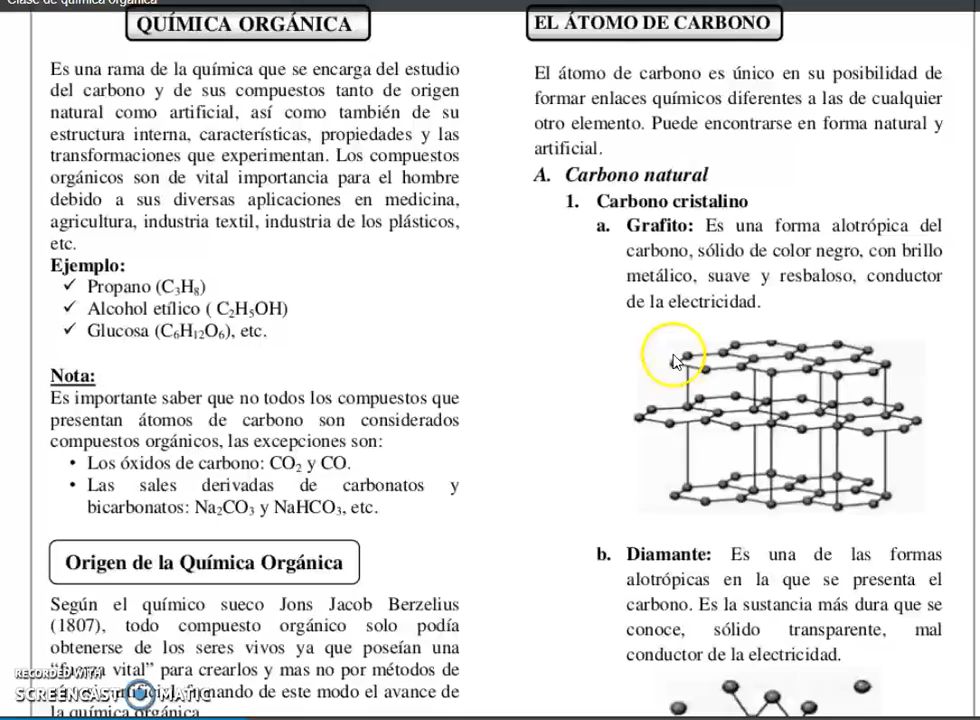 Clase de química orgánica
QUÍMICA ORGÁNICA
Es una rama de la química que se encarga del estudio
del carbono y de sus compuestos tanto de origen
natural como artificial, así como también de su
estructura interna, características, propiedades y las
transformaciones que experimentan. Los compuestos
orgánicos son de vital importancia para el hombre
debido a sus diversas aplicaciones en medicina,
agricultura, industria textil, industria de los plásticos,
etc.
Ejemplo:
✓ Propano (C₃H₈)
✓ Alcohol etílico ( C₂H₅OH)
✓ Glucosa (C₆H₁₂O₆), etc.
Nota:
Es importante saber que no todos los compuestos que
presentan átomos de carbono son considerados
compuestos orgánicos, las excepciones son:
• Los óxidos de carbono: CO₂ y CO.
• Las sales derivadas de carbonatos y
bicarbonatos: Na₂CO₃ y NaHCO₃, etc.
Origen de la Química Orgánica
Según el químico sueco Jons Jacob Berzelius
(1807), todo compuesto orgánico solo podía
obtenerse de los seres vivos ya que poseían una
"fuerza vital" para crearlos y mas no por métodos de
formando de este modo el avance de
la química orgánica
EL ÁTOMO DE CARBONO
El átomo de carbono es único en su posibilidad de
formar enlaces químicos diferentes a las de cualquier
otro elemento. Puede encontrarse en forma natural y
artificial.
A. Carbono natural
1. Carbono cristalino
a. Grafito: Es una forma alotrópica del
carbono, sólido de color negro, con brillo
metálico, suave y resbaloso, conductor
de la electricidad.
b. Diamante: Es una de las formas
alotrópicas en la que se presenta el
carbono. Es la sustancia más dura que se
conoce, sólido transparente, mal
conductor de la electricidad.
RECORDED WITH
SCREENCAST MATIC